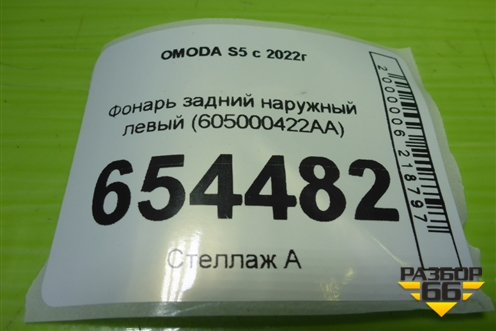 OMODA S5 с 2022г
Фонарь задний наружный
левый (605000422AA)
654482
Стеллаж А
2000006218797
РАЗБОР
66